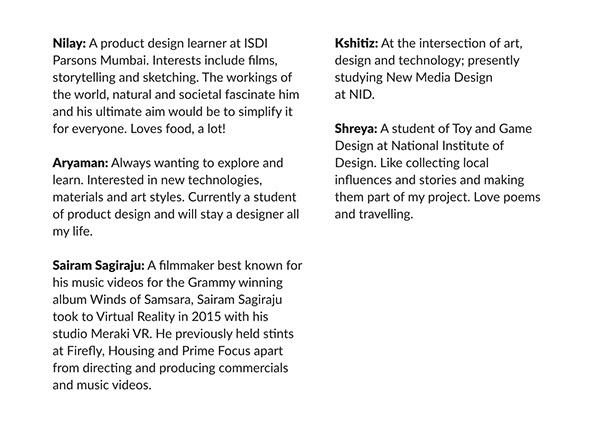 Nilay: A product design learner at ISDI
Parsons Mumbai. Interests include films,
storytelling and sketching. The workings of
the world, natural and societal fascinate him
and his ultimate aim would be to simplify it
for everyone. Loves food, a lot!
Aryaman: Always wanting to explore and
learn. Interested in new technologies,
materials and art styles. Currently a student
of product design and will stay a designer all
my life.
Sairam Sagiraju: A filmmaker best known for
his music videos for the Grammy winning
album Winds of Samsara, Sairam Sagiraju
took to Virtual Reality in 2015 with his
studio Meraki VR. He previously held stints
at Firefly, Housing and Prime Focus apart
from directing and producing commercials
and music videos.
Kshitiz: At the intersection of art,
design and technology; presently
studying New Media Design
at NID.
Shreya: A student of Toy and Game
Design at National Institute of
Design. Like collecting local
influences and stories and making
them part of my project. Love poems
and travelling.